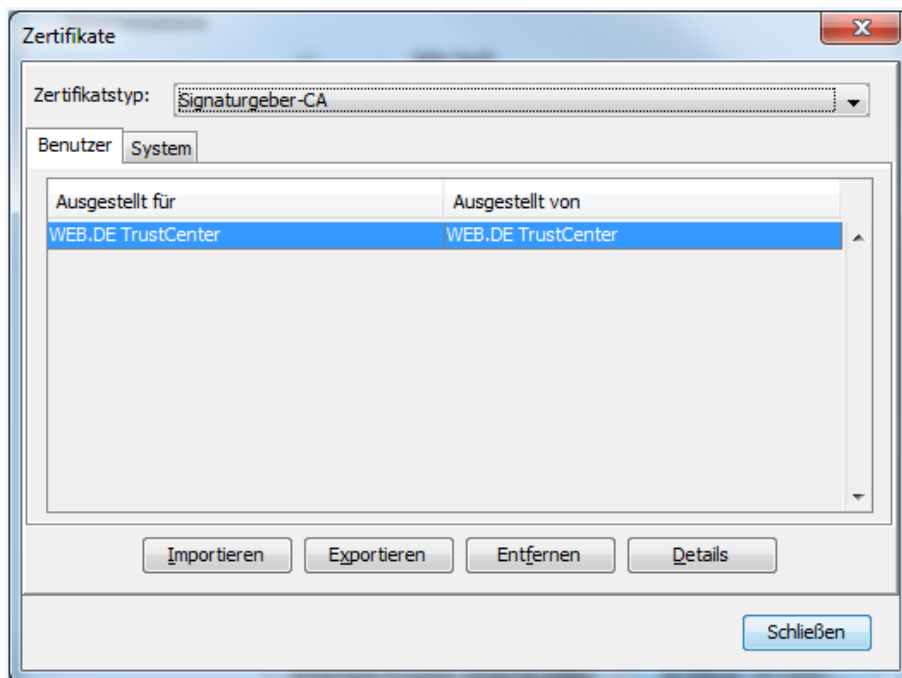 Zertifikate
Zertifikatstyp: Signaturgeber-CA
Benutzer System
Ausgestellt für Ausgestellt von
WEB.DE TrustCenter WEB.DE TrustCenter
Importieren Exportieren Entfernen Details
Schließen